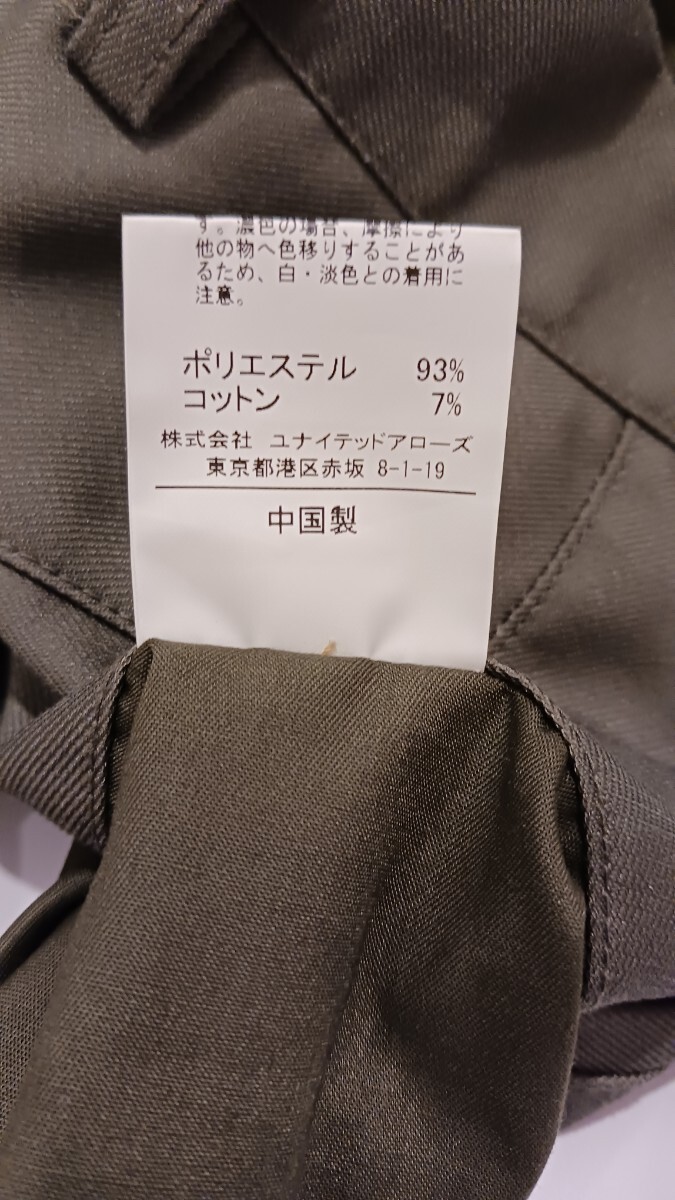 す。濃色の場合、摩擦により
他の物へ色移りすることがあ
るため、白・淡色との着用に
注意。
ポリエステル 93%
コットン 7%
株式会社 ユナイテッドアローズ
東京都港区赤坂 8-1-19
中国製